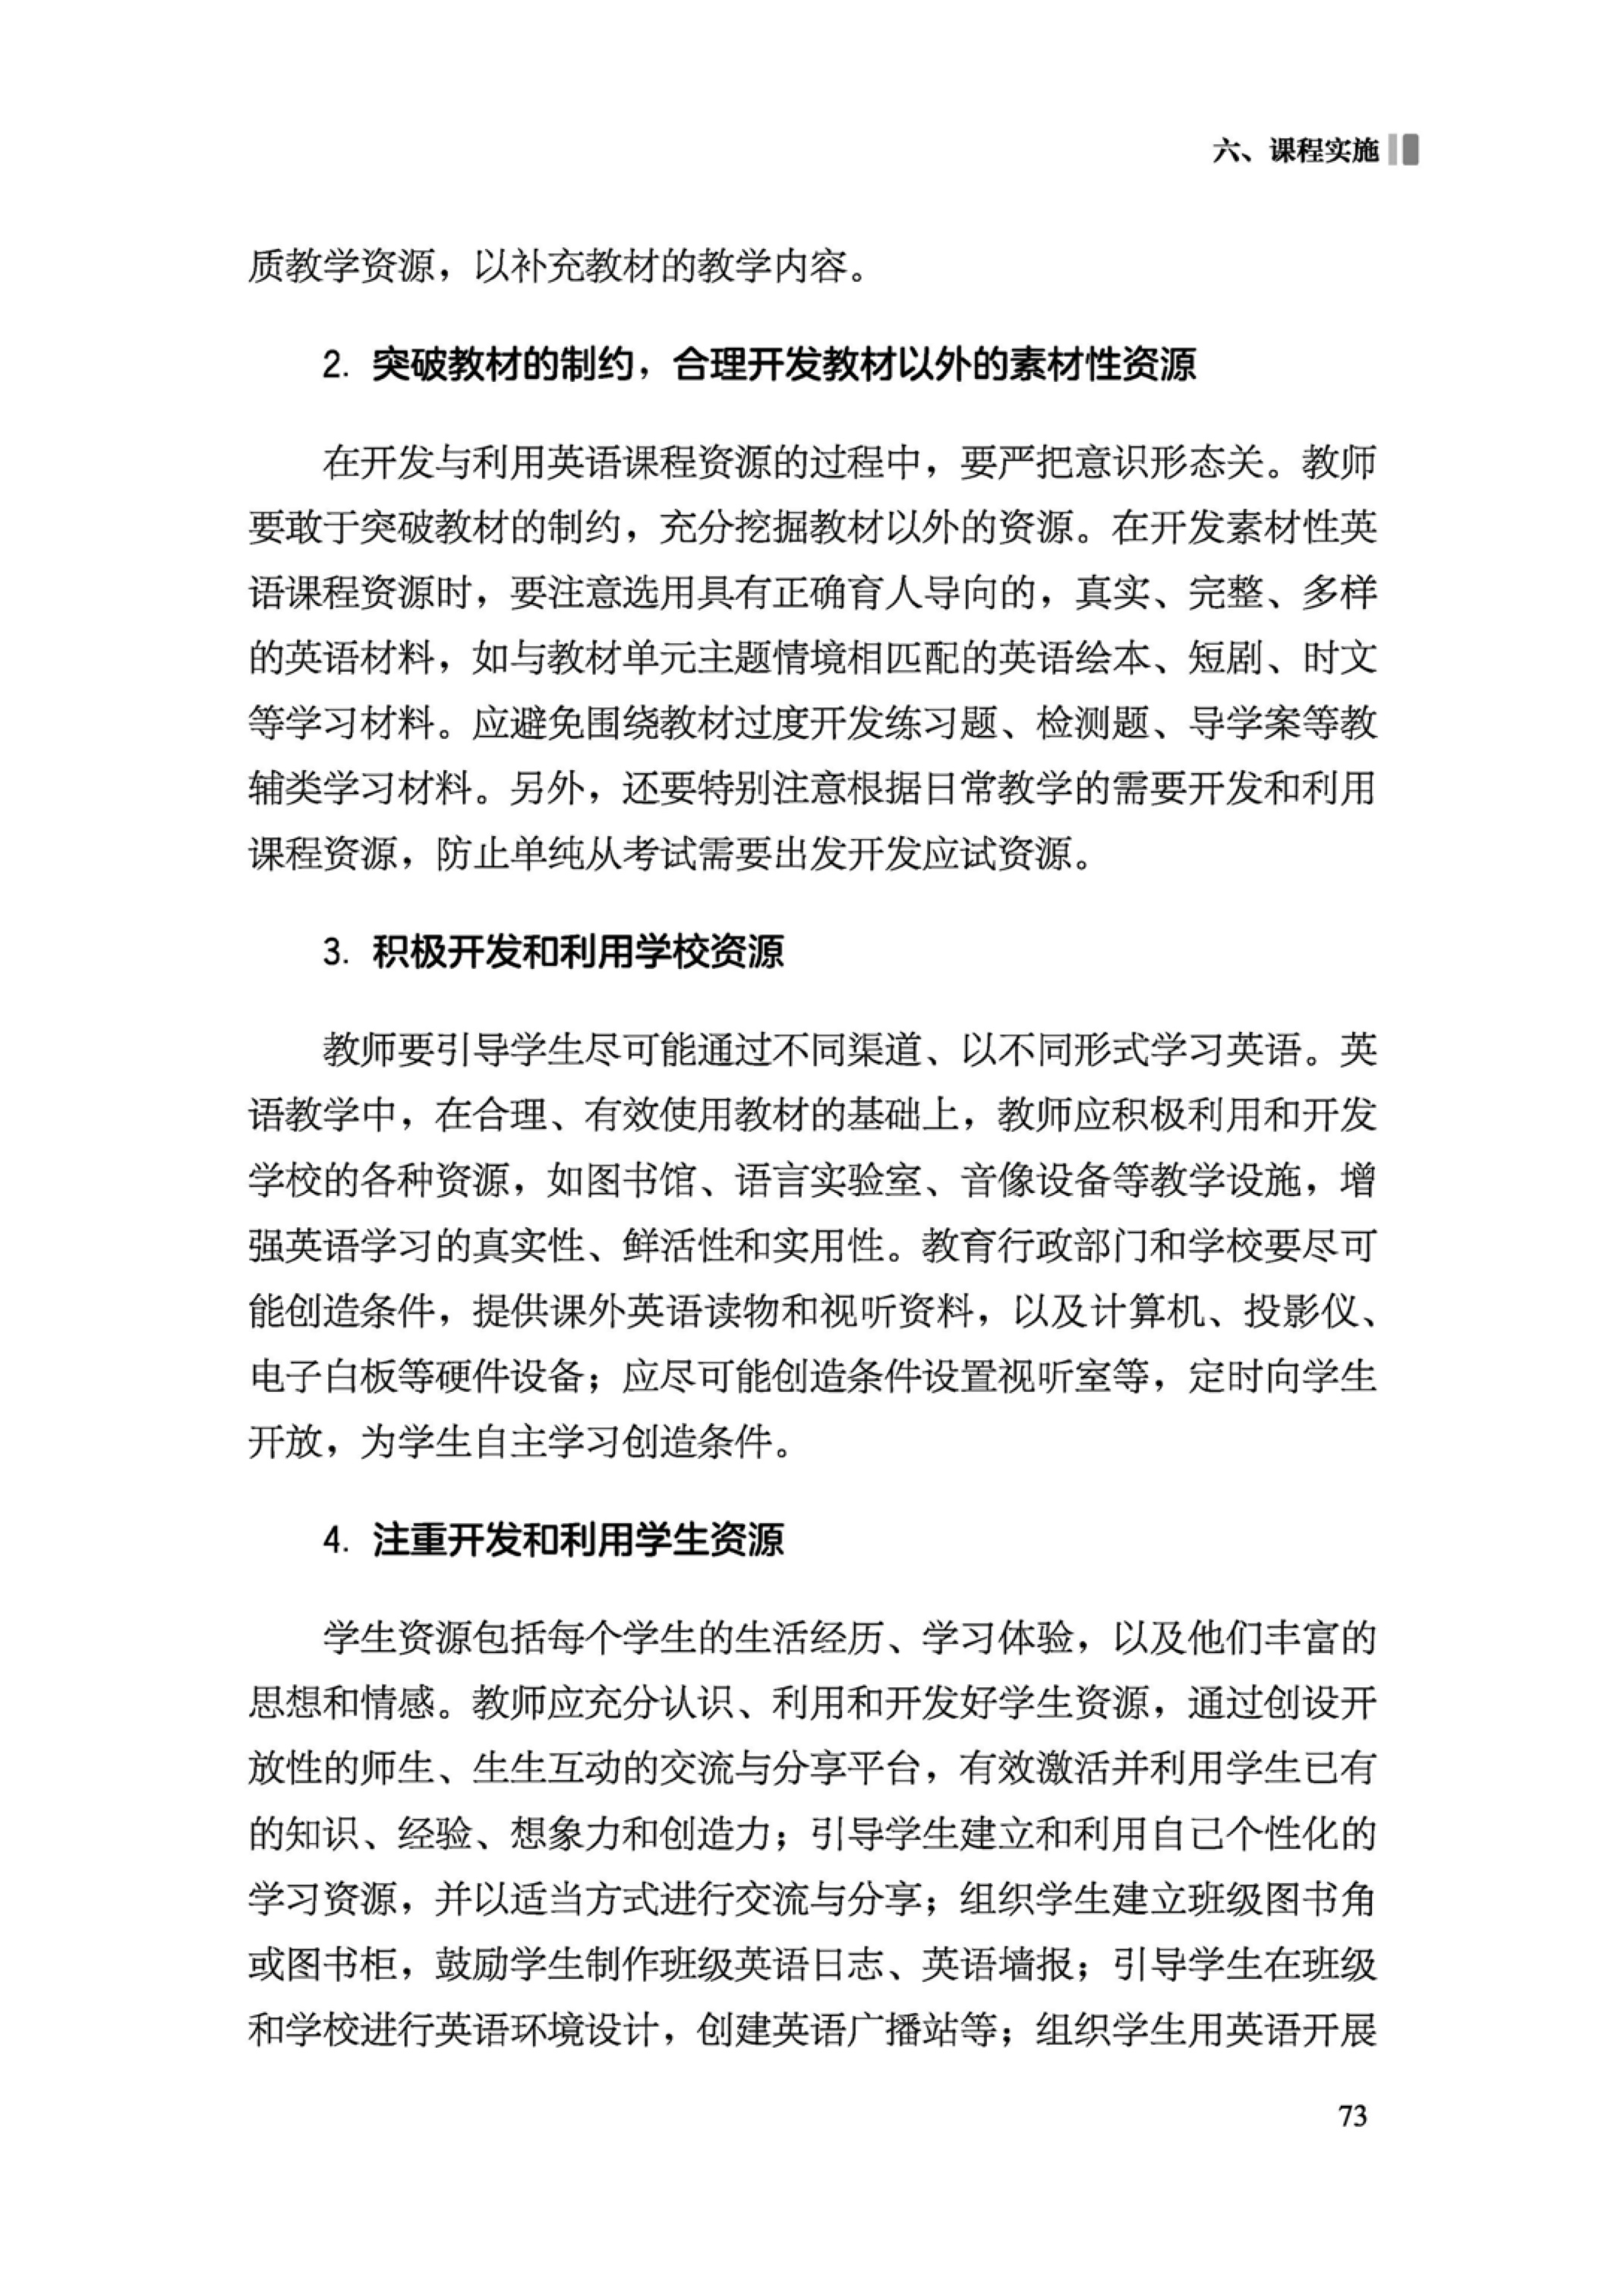 六、课程实施
质教学资源，以补充教材的教学内容。
2. 突破教材的制约，合理开发教材以外的素材性资源
在开发与利用英语课程资源的过程中，要严把意识形态关。教师
要敢于突破教材的制约，充分挖掘教材以外的资源。在开发素材性英
语课程资源时，要注意选用具有正确育人导向的，真实、完整、多样
的英语材料，如与教材单元主题情境相匹配的英语绘本、短剧、时文
等学习材料。应避免围绕教材过度开发练习题、检测题、导学案等教
辅类学习材料。另外，还要特别注意根据日常教学的需要开发和利用
课程资源，防止单纯从考试需要出发开发应试资源。
3. 积极开发和利用学校资源
教师要引导学生尽可能通过不同渠道、以不同形式学习英语。英
语教学中，在合理、有效使用教材的基础上，教师应积极利用和开发
学校的各种资源，如图书馆、语言实验室、音像设备等教学设施，增
强英语学习的真实性、鲜活性和实用性。教育行政部门和学校要尽可
能创造条件，提供课外英语读物和视听资料，以及计算机、投影仪、
电子白板等硬件设备；应尽可能创造条件设置视听室等，定时向学生
开放，为学生自主学习创造条件。
4. 注重开发和利用学生资源
学生资源包括每个学生的生活经历、学习体验，以及他们丰富的
思想和情感。教师应充分认识、利用和开发好学生资源，通过创设开
放性的师生、生生互动的交流与分享平台，有效激活并利用学生已有
的知识、经验、想象力和创造力；引导学生建立和利用自己个性化的
学习资源，并以适当方式进行交流与分享；组织学生建立班级图书角
或图书柜，鼓励学生制作班级英语日志、英语墙报；引导学生在班级
和学校进行英语环境设计，创建英语广播站等；组织学生用英语开展
73